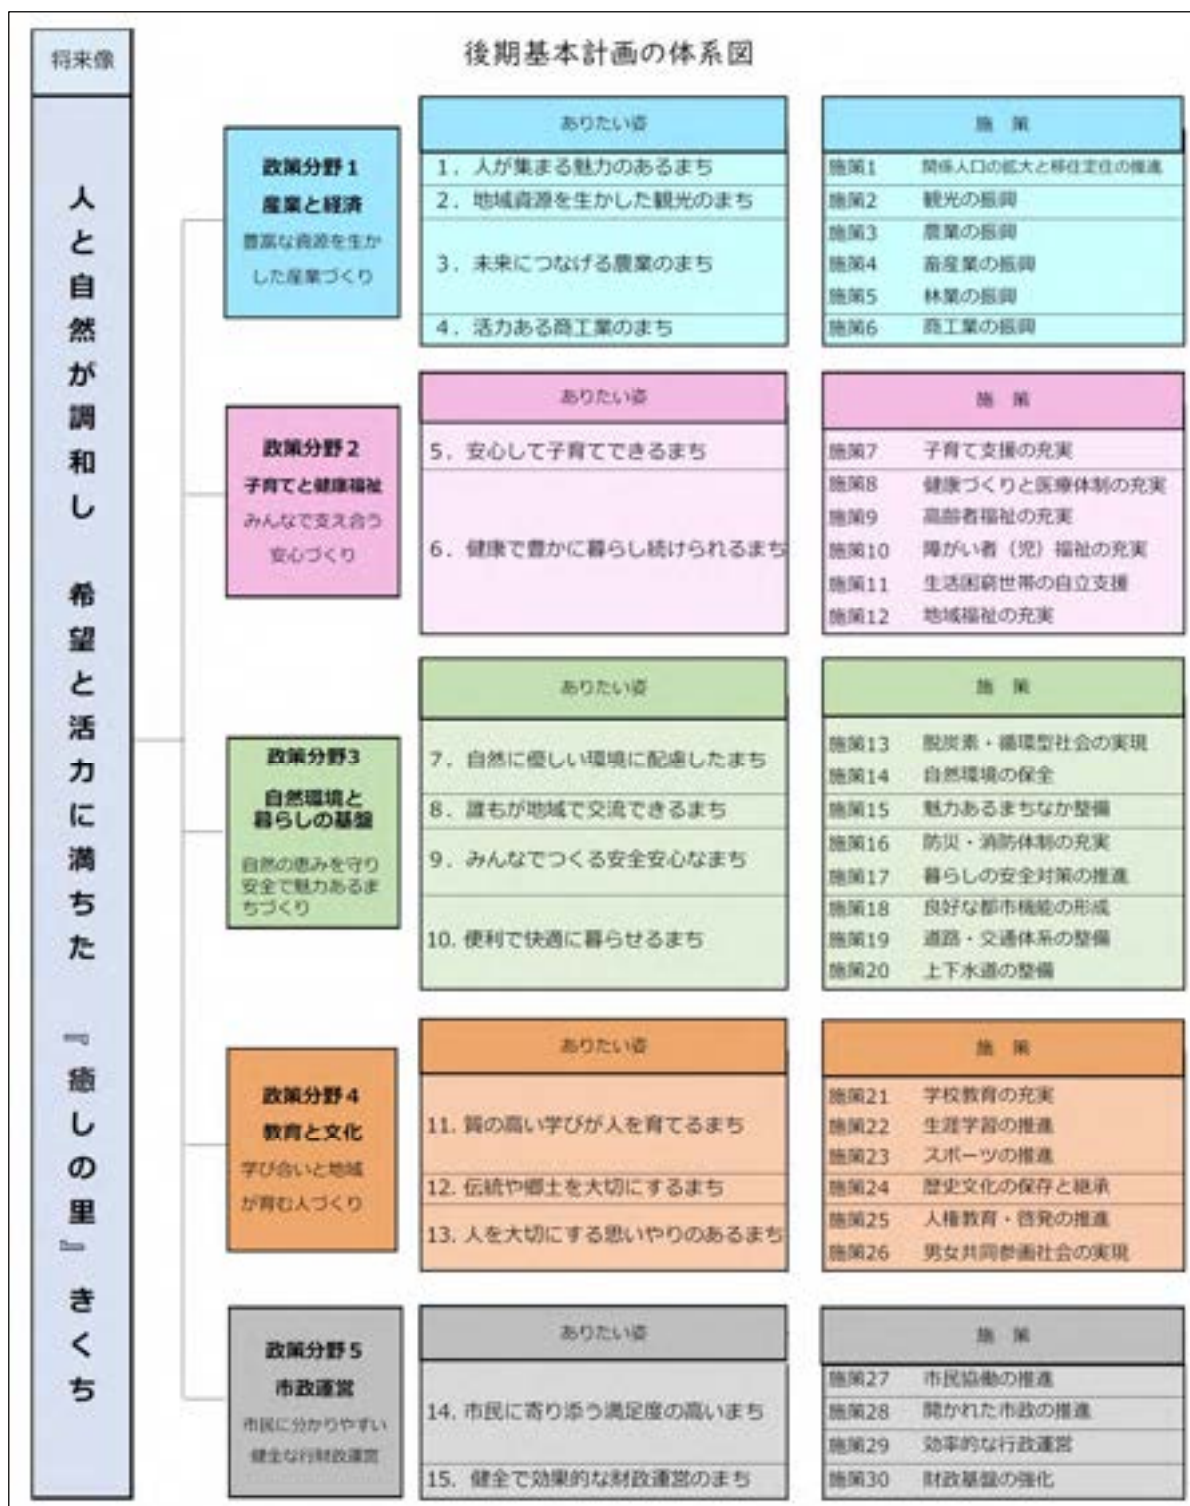 後期基本計画の体系図
将来像
人と自然が調和し 希望と活力に満ちた 『癒しの里』きくち
政策分野1
産業と経済
豊富な資源を生か
した産業づくり
ありたい姿
1. 人が集まる魅力のあるまち
2. 地域資源を生かした観光のまち
3. 未来につなげる農業のまち
4. 活力ある商工業のまち
施 策
施策1 関係人口の拡大と移住定住の推進
施策2 観光の振興
施策3 農業の振興
施策4 畜産業の振興
施策5 林業の振興
施策6 商工業の振興
政策分野2
子育てと健康福祉
みんなで支え合う
安心づくり
ありたい姿
5. 安心して子育てできるまち
6. 健康で豊かに暮らし続けられるまち
施 策
施策7 子育て支援の充実
施策8 健康づくりと医療体制の充実
施策9 高齢者福祉の充実
施策10 障がい者（児）福祉の充実
施策11 生活困窮世帯の自立支援
施策12 地域福祉の充実
政策分野3
自然環境と
暮らしの基盤
自然の恵みを守り
安全で魅力あるま
ちづくり
ありたい姿
7. 自然に優しい環境に配慮したまち
8. 誰もが地域で交流できるまち
9. みんなでつくる安全安心なまち
10. 便利で快適に暮らせるまち
施 策
施策13 脱炭素・循環型社会の実現
施策14 自然環境の保全
施策15 魅力あるまちなか整備
施策16 防災・消防体制の充実
施策17 暮らしの安全対策の推進
施策18 良好な都市機能の形成
施策19 道路・交通体系の整備
施策20 上下水道の整備
政策分野4
教育と文化
学び合いと地域
が育む人づくり
ありたい姿
11. 質の高い学びが人を育てるまち
12. 伝統や郷土を大切にするまち
13. 人を大切にする思いやりのあるまち
施 策
施策21 学校教育の充実
施策22 生涯学習の推進
施策23 スポーツの推進
施策24 歴史文化の保存と継承
施策25 人権教育・啓発の推進
施策26 男女共同参画社会の実現
政策分野5
市政運営
市民に分かりやすい
健全な行財政運営
ありたい姿
14. 市民に寄り添う満足度の高いまち
15. 健全で効果的な財政運営のまち
施 策
施策27 市民協働の推進
施策28 開かれた市政の推進
施策29 効率的な行政運営
施策30 財政基盤の強化